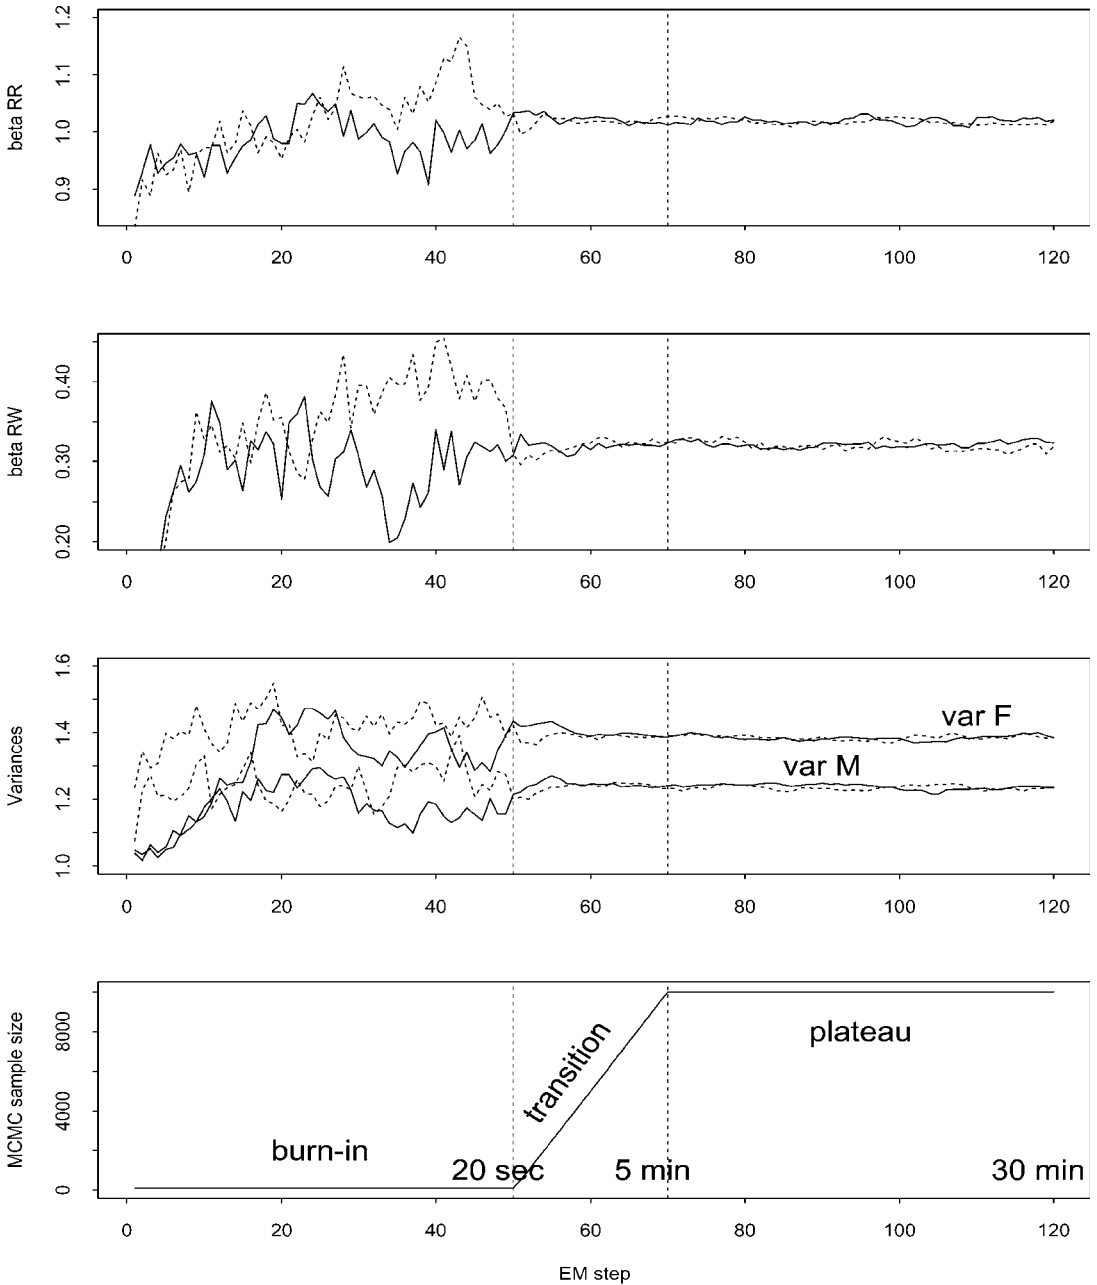 beta RR
1.2
1.1
1.0
0.9
0 20 40 60 80 100 120
beta RW
0.40
0.30
0.20
0 20 40 60 80 100 120
Variances
1.6
1.4
1.2
1.0
var F
var M
0 20 40 60 80 100 120
MCMC sample size
8000
4000
0
transition
plateau
burn-in
20 sec 5 min 30 min
0 20 40 60 80 100 120
EM step